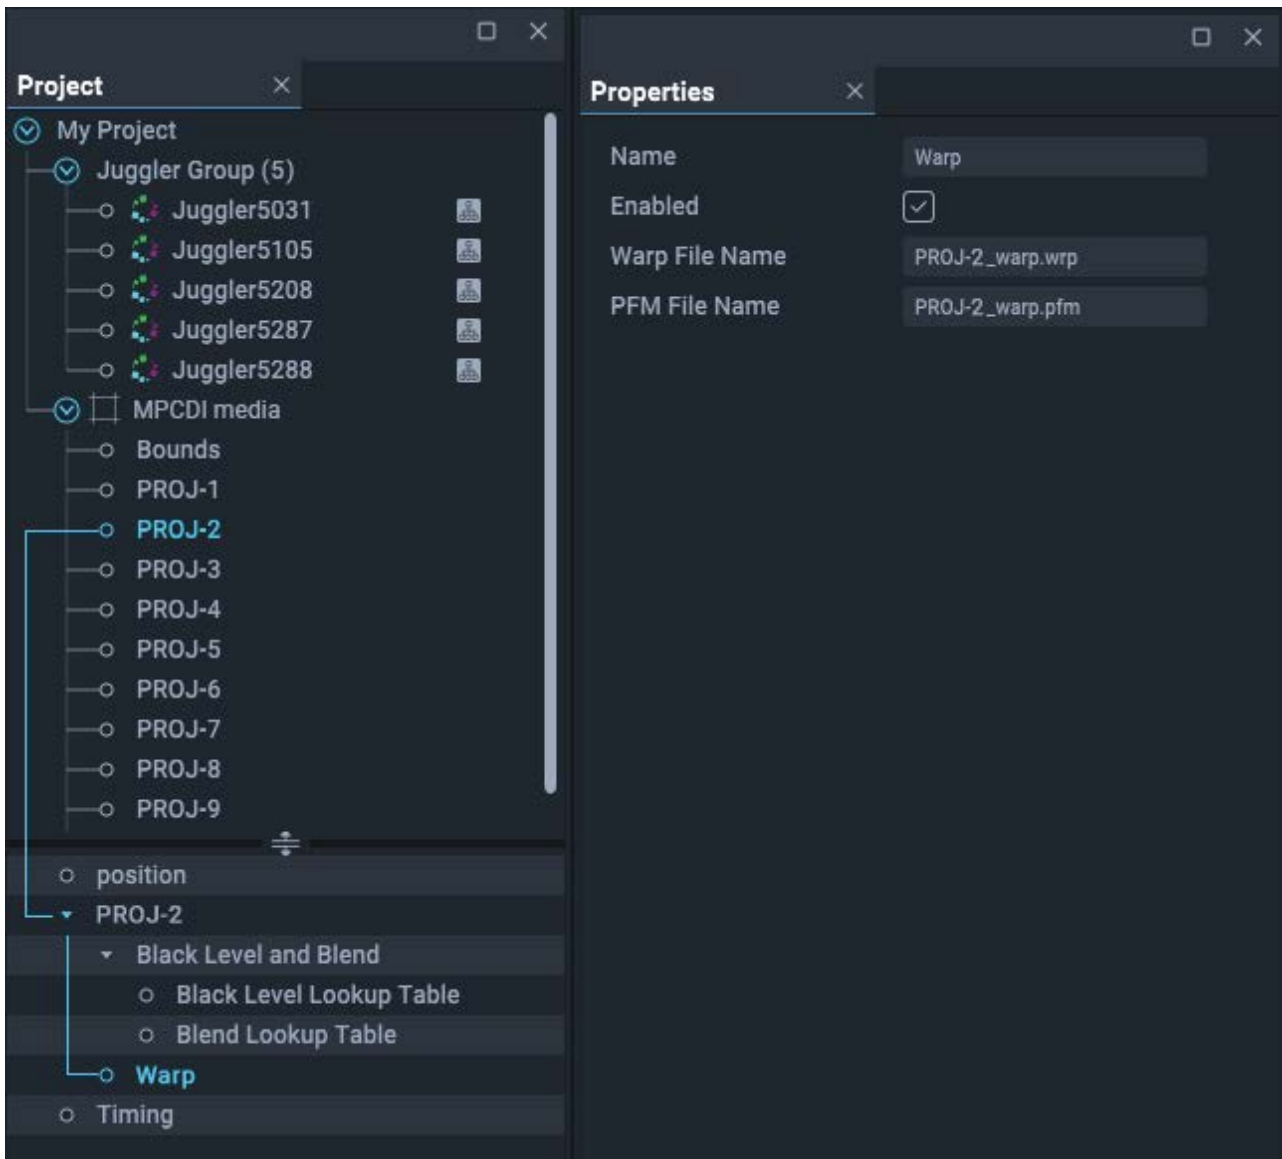 Project
My Project
Juggler Group (5)
Juggler5031
Juggler5105
Juggler5208
Juggler5287
Juggler5288
MPCDI media
Bounds
PROJ-1
PROJ-2
PROJ-3
PROJ-4
PROJ-5
PROJ-6
PROJ-7
PROJ-8
PROJ-9
position
PROJ-2
Black Level and Blend
Black Level Lookup Table
Blend Lookup Table
Warp
Timing
Properties
Name Warp
Enabled
Warp File Name PROJ-2_warp.wrp
PFM File Name PROJ-2_warp.pfm